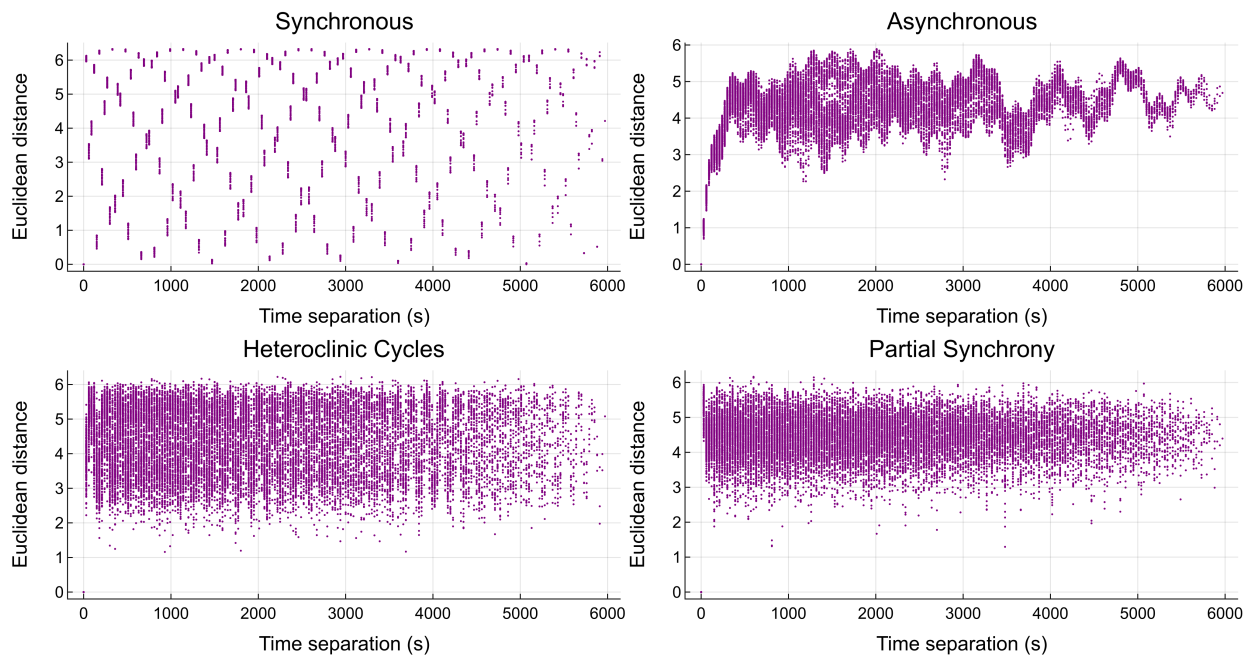 Synchronous
Euclidean distance
6
5
4
3
2
1
0
0 1000 2000 3000 4000 5000 6000
Time separation (s)
Asynchronous
Euclidean distance
6
5
4
3
2
1
0
0 1000 2000 3000 4000 5000 6000
Time separation (s)
Heteroclinic Cycles
Euclidean distance
6
5
4
3
2
1
0
0 1000 2000 3000 4000 5000 6000
Time separation (s)
Partial Synchrony
Euclidean distance
6
5
4
3
2
1
0
0 1000 2000 3000 4000 5000 6000
Time separation (s)